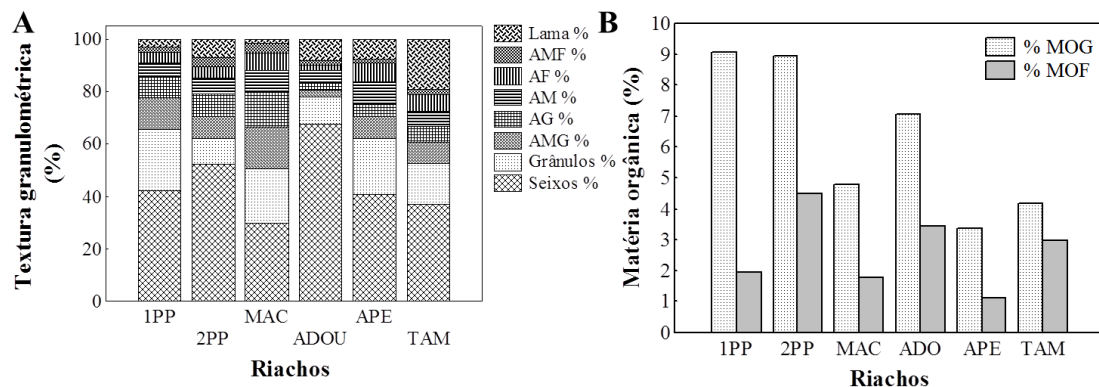 A
Textura granulométrica
(%)
100
80
60
40
20
0
1PP
2PP
MAC
ADOU
APE
TAM
Riachos
Lama %
AMF %
AF %
AM %
AG %
AMG %
Grânulos %
Seixos %
B
Matéria orgânica (%)
10
9
8
7
6
5
4
3
2
1
0
1PP
2PP
MAC
ADO
APE
TAM
Riachos
% MOG
% MOF